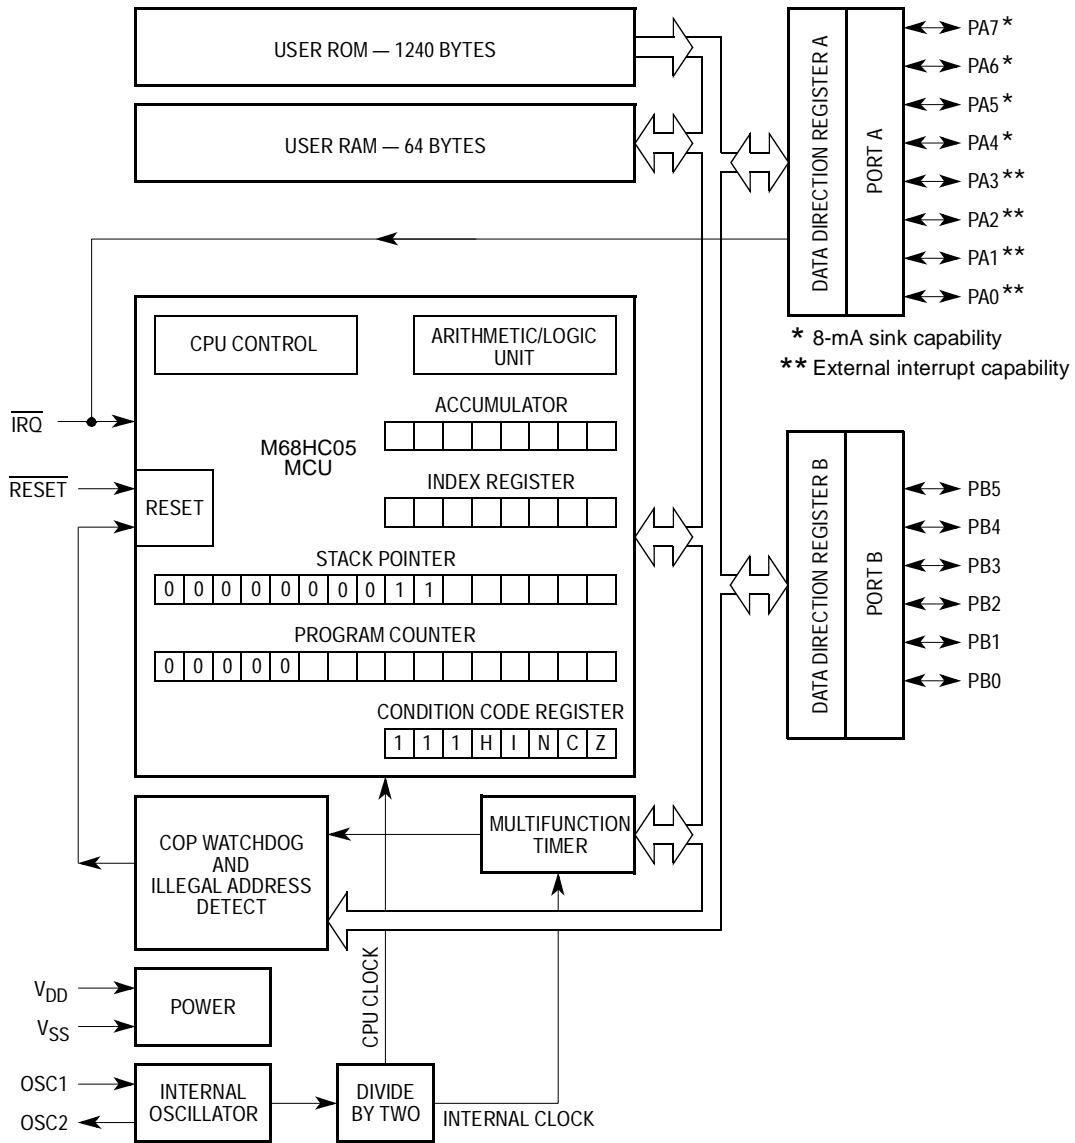 USER ROM — 1240 BYTES
USER RAM — 64 BYTES
DATA DIRECTION REGISTER A
PORT A
PA7 *
PA6 *
PA5 *
PA4 *
PA3 **
PA2 **
PA1 **
PA0 **
* 8-mA sink capability
** External interrupt capability
CPU CONTROL
ARITHMETIC/LOGIC
UNIT
ACCUMULATOR
M68HC05
MCU
INDEX REGISTER
IRQ
RESET
RESET
STACK POINTER
0 0 0 0 0 0 0 0 1 1
PROGRAM COUNTER
0 0 0 0 0
CONDITION CODE REGISTER
1 1 1 H I N C Z
DATA DIRECTION REGISTER B
PORT B
PB5
PB4
PB3
PB2
PB1
PB0
COP WATCHDOG
AND
ILLEGAL ADDRESS
DETECT
MULTIFUNCTION
TIMER
VDD
VSS
POWER
CPU CLOCK
OSC1
OSC2
INTERNAL
OSCILLATOR
DIVIDE
BY TWO
INTERNAL CLOCK